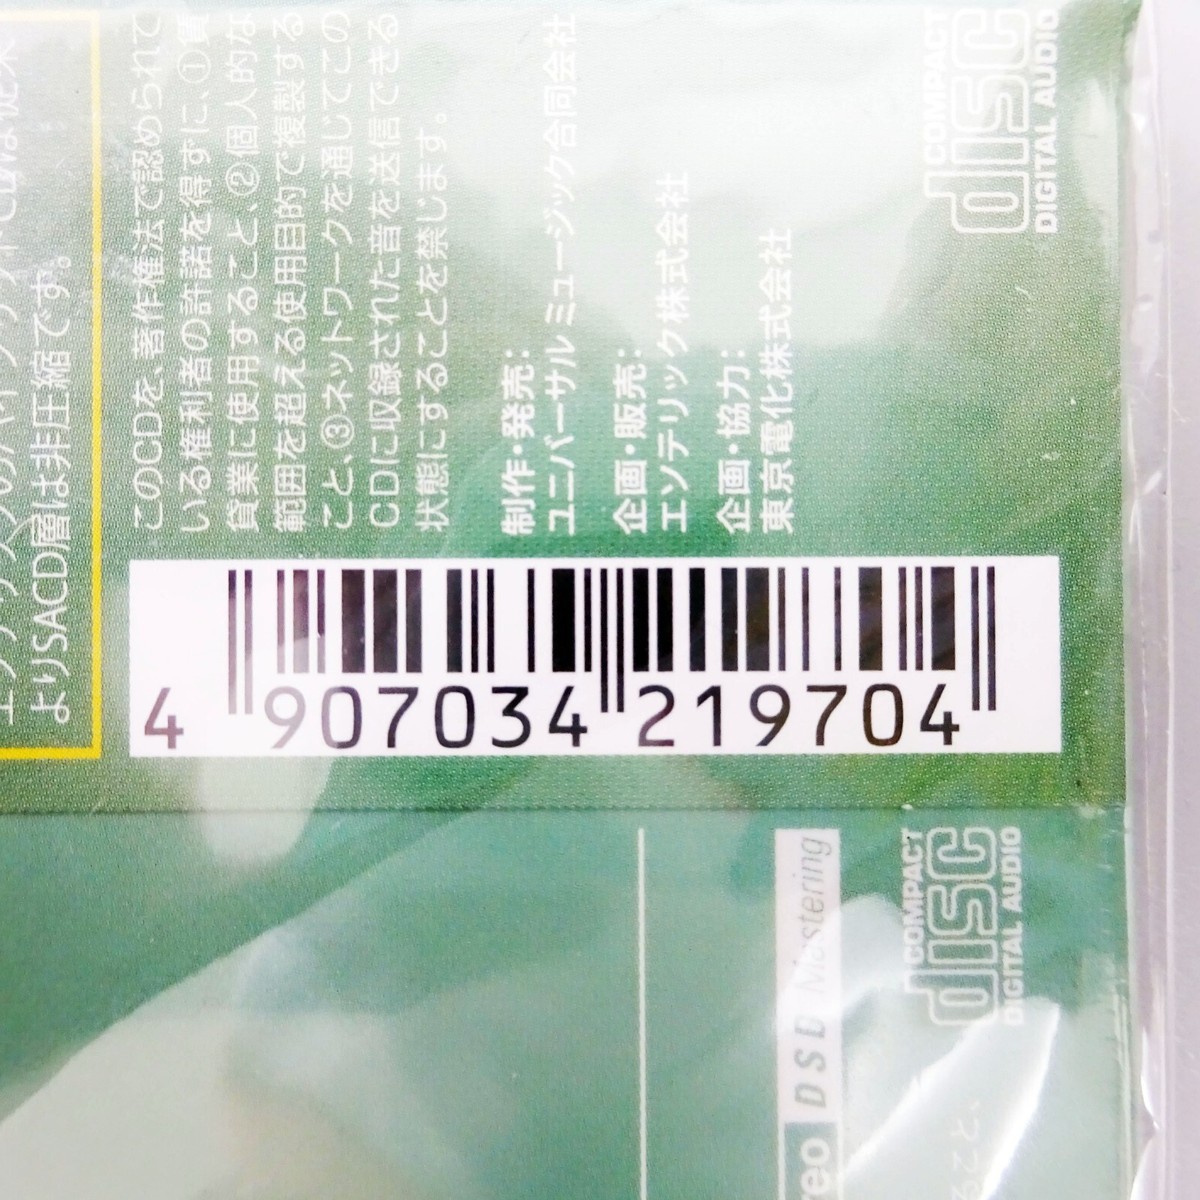 よりSACD層は非圧縮です。
このCDを、著作権法で認められて
いる権利者の許諾を得ずに、①賃
貸業に使用すること、②個人的な
範囲を超える使用目的で複製する
こと、③ネットワークを通じてこの
CDに収録された音を送信できる
状態にすることを禁じます。
制作・発売：
ユニバーサル ミュージック合同会社
企画・販売：
エソテリック株式会社
企画・協力：
東京電化株式会社
COMPACT
disc
DIGITAL AUDIO
4 907034 219704
DSD Mastering
COMPACT
disc
DIGITAL AUDIO